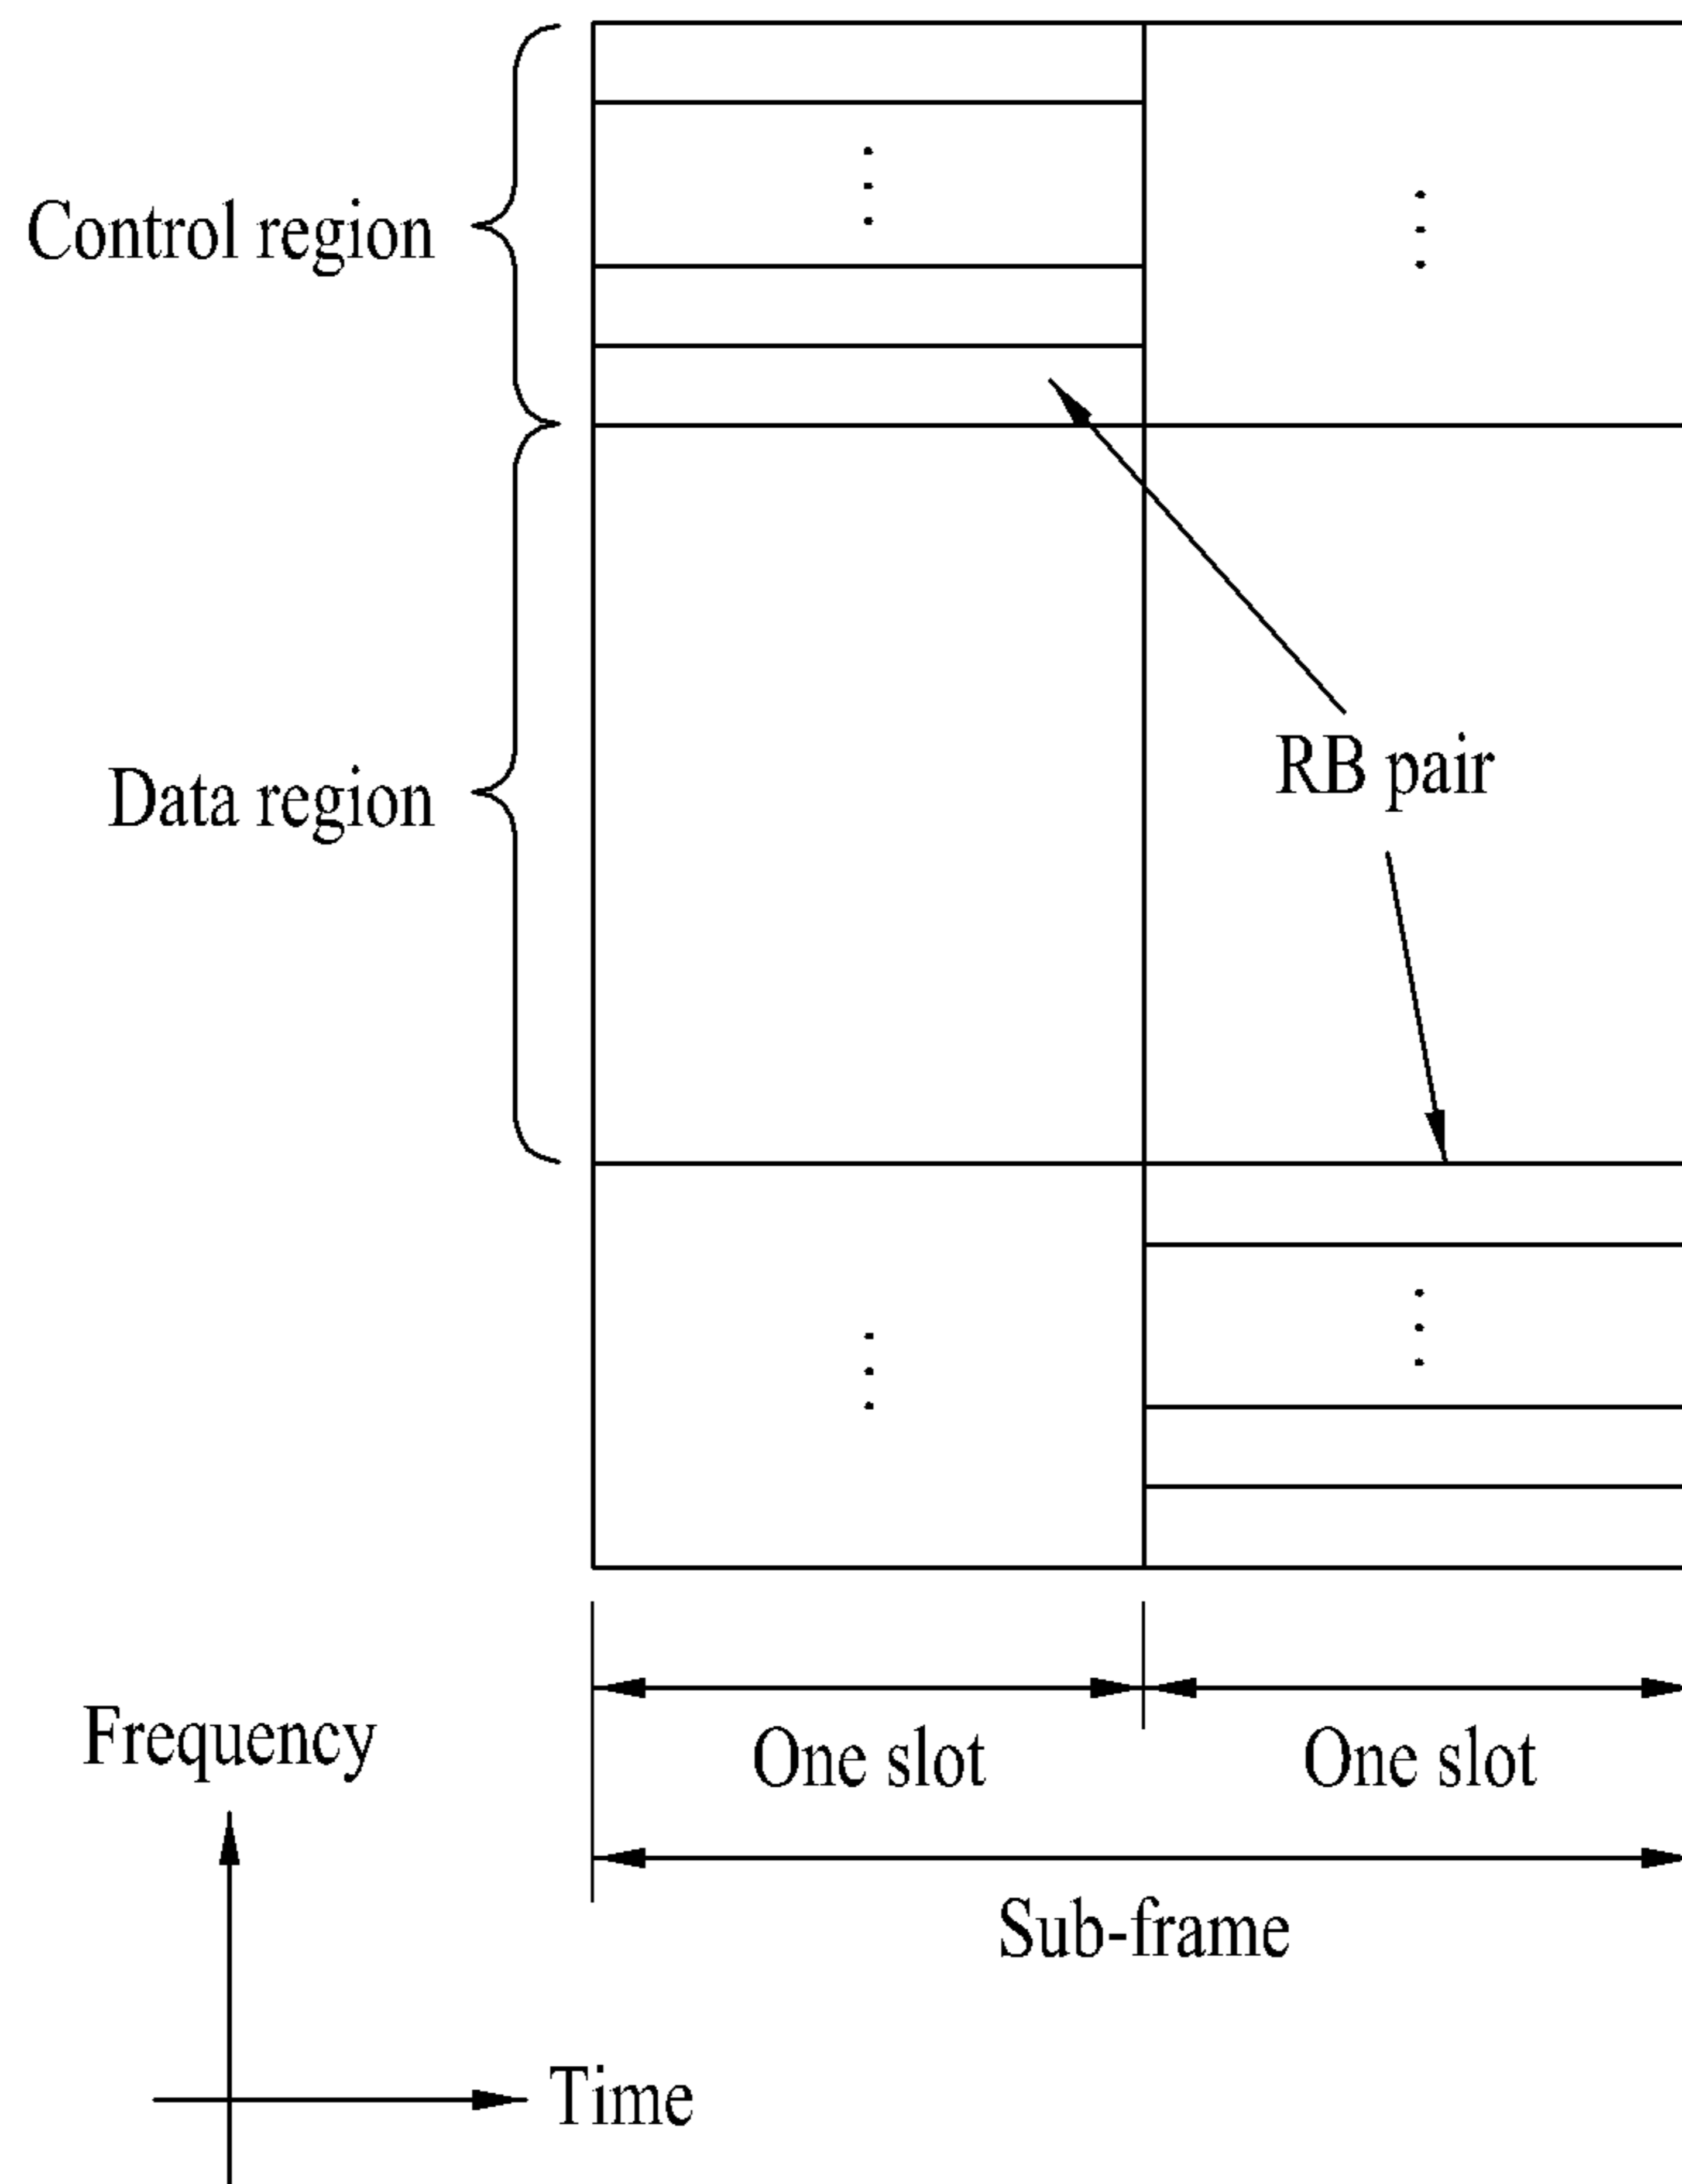 Control region
Data region
RB pair
One slot
One slot
Sub-frame
Frequency
Time